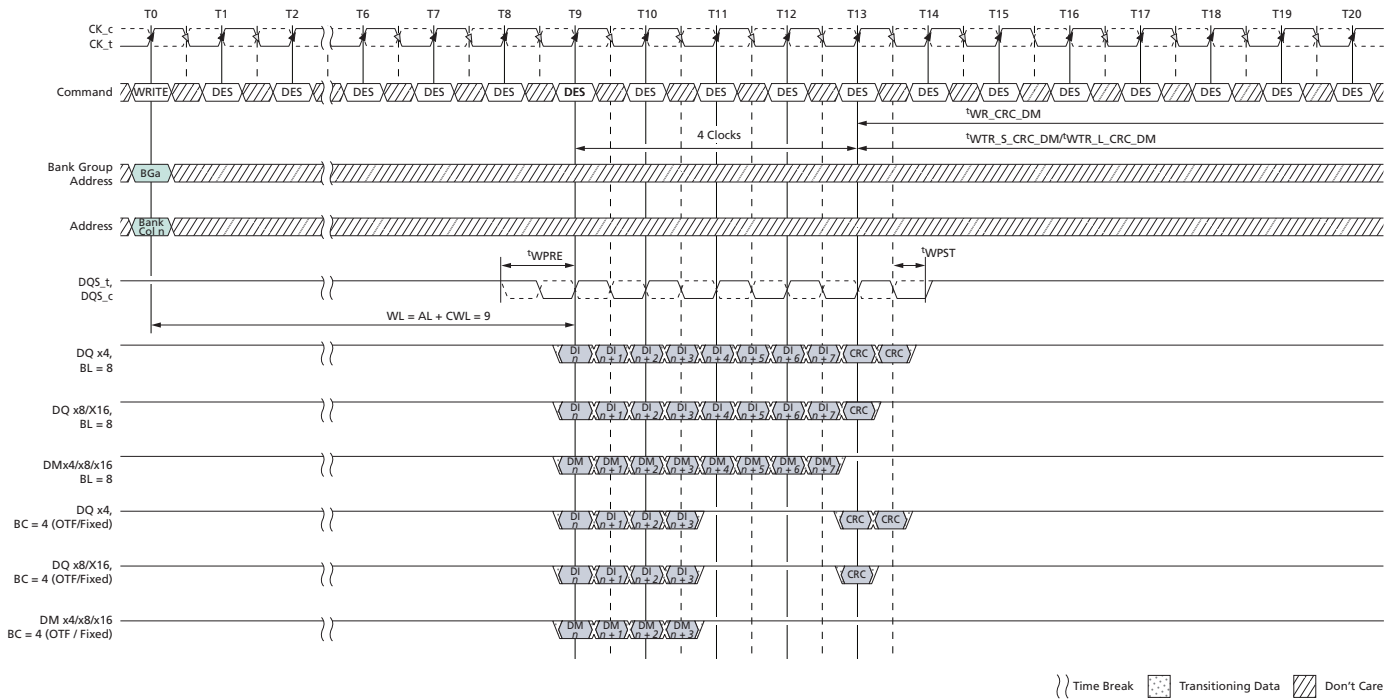 T0 T1 T2 T6 T7 T8 T9 T10 T11 T12 T13 T14 T15 T16 T17 T18 T19 T20
CK_c
CK_t
Command WRITE DES DES DES DES DES DES DES DES DES DES DES DES DES DES DES DES DES
tWR_CRC_DM
4 Clocks tWTR_S_CRC_DM/tWTR_L_CRC_DM
Bank Group
Address
BGa
Address
Bank
Col n
tWPRE tWPST
DQS_t,
DQS_c
WL = AL + CWL = 9
DQ x4,
BL = 8
DI n DI n + 1 DI n + 2 DI n + 3 DI n + 4 DI n + 5 DI n + 6 DI n + 7 CRC CRC
DQ x8/X16,
BL = 8
DI n DI n + 1 DI n + 2 DI n + 3 DI n + 4 DI n + 5 DI n + 6 DI n + 7 CRC
DMx4/x8/x16
BL = 8
DM n DM n + 1 DM n + 2 DM n + 3 DM n + 4 DM n + 5 DM n + 6 DM n + 7
DQ x4,
BC = 4 (OTF/Fixed)
DI n DI n + 1 DI n + 2 DI n + 3 CRC CRC
DQ x8/X16,
BC = 4 (OTF/Fixed)
DI n DI n + 1 DI n + 2 DI n + 3 CRC
DM x4/x8/x16
BC = 4 (OTF / Fixed)
DM n DM n + 1 DM n + 2 DM n + 3
Time Break Transitioning Data Don't Care